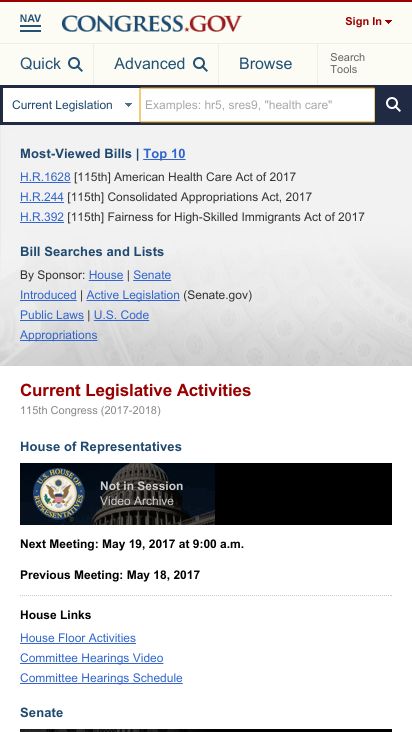 NAV
CONGRESS.GOV
Sign In
Quick
Advanced
Browse
Search
Tools
Current Legislation
Examples: hr5, sres9, "health care"
Most-Viewed Bills | Top 10
H.R.1628 [115th] American Health Care Act of 2017
H.R.244 [115th] Consolidated Appropriations Act, 2017
H.R.392 [115th] Fairness for High-Skilled Immigrants Act of 2017
Bill Searches and Lists
By Sponsor: House | Senate
Introduced | Active Legislation (Senate.gov)
Public Laws | U.S. Code
Appropriations
Current Legislative Activities
115th Congress (2017-2018)
House of Representatives
U.S. HOUSE OF REPRESENTATIVES
Not in Session
Video Archive
Next Meeting: May 19, 2017 at 9:00 a.m.
Previous Meeting: May 18, 2017
House Links
House Floor Activities
Committee Hearings Video
Committee Hearings Schedule
Senate